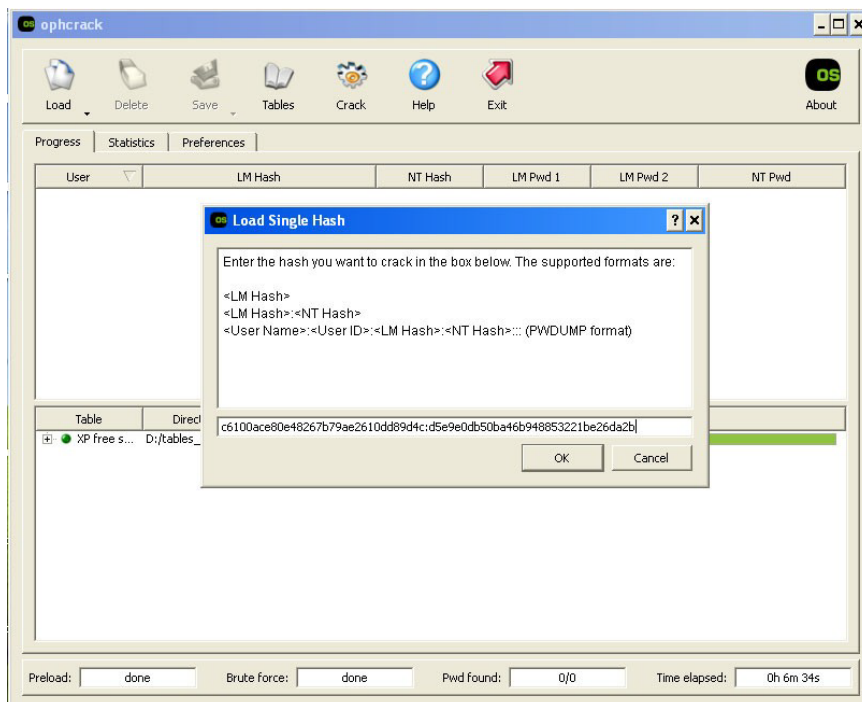 OS ophcrack
Load Delete Save Tables Crack Help Exit OS About
Progress Statistics Preferences
User LM Hash NT Hash LM Pwd 1 LM Pwd 2 NT Pwd
OS Load Single Hash
Enter the hash you want to crack in the box below. The supported formats are:
<LM Hash>
<LM Hash>:<NT Hash>
<User Name>:<User ID>:<LM Hash>:<NT Hash>::: (PWDUMP format)
c6100ace80e48267b79ae2610dd89d4c:d5e9e0db50ba46b948853221be26da2b
OK Cancel
Table Direct
XP free s... D:/tables_
Preload: done Brute force: done Pwd found: 0/0 Time elapsed: 0h 6m 34s